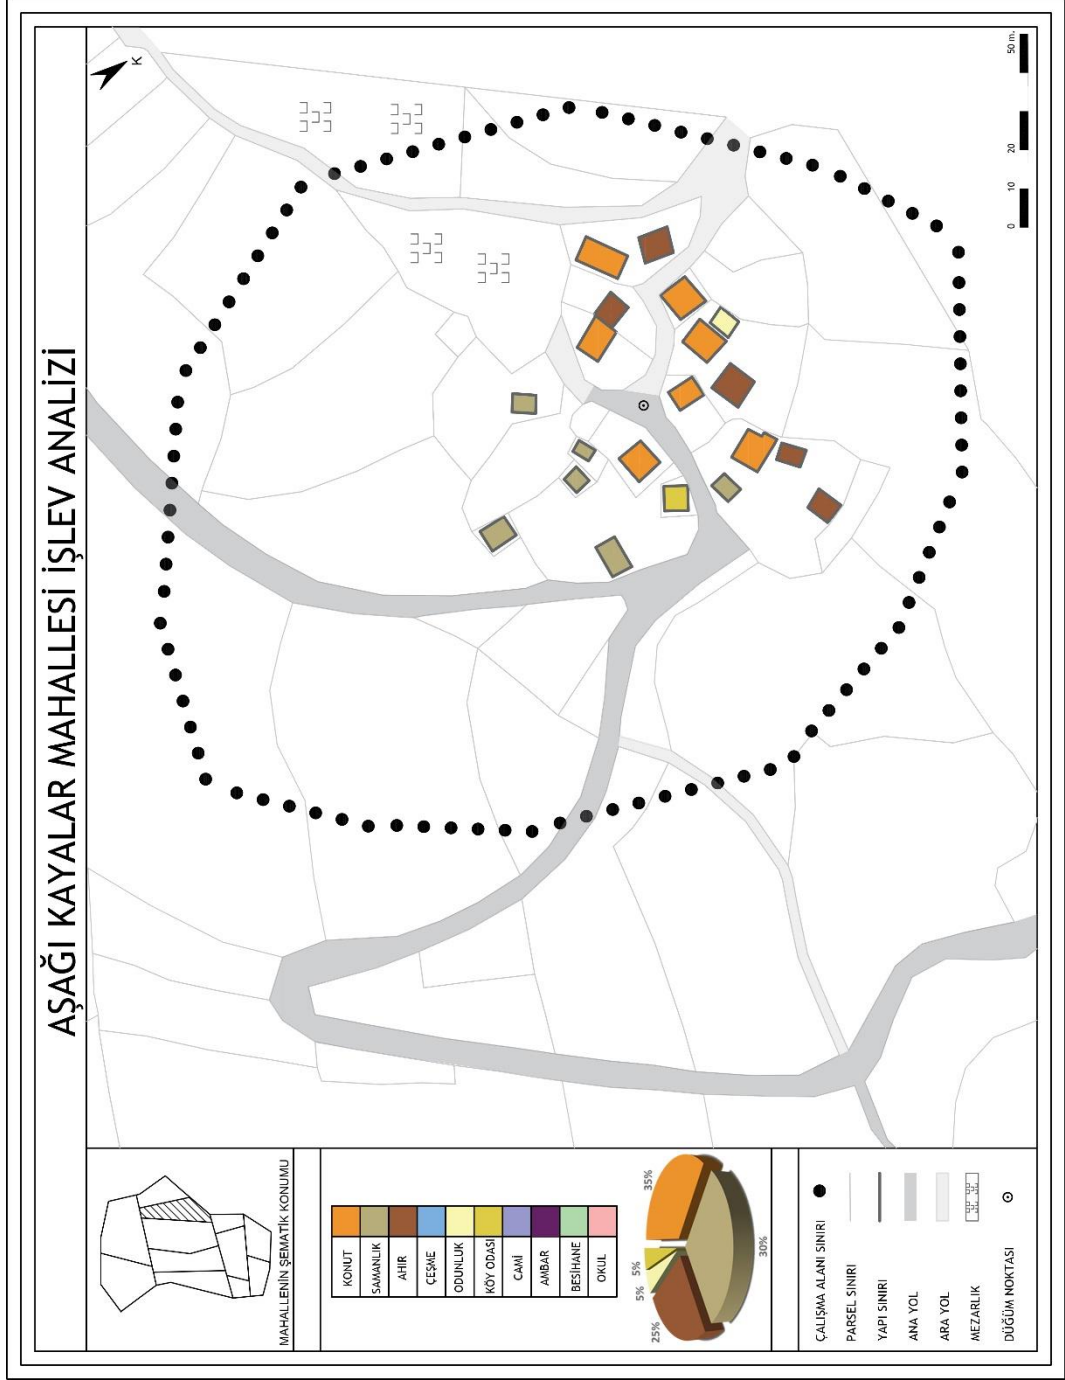 AŞAĞI KAYALAR MAHALLESİ İŞLEV ANALİZİ
K
0
10
20
50 m.
MAHALLENİN ŞEMATİK KONUMU
KONUT
SAMANLIK
AHIR
ÇEŞME
ODUNLUK
KÖY ODASI
CAMİ
AMBAR
BESİHANE
OKUL
35%
30%
25%
5%
5%
ÇALIŞMA ALANI SINIRI
PARSEL SINIRI
YAPI SINIRI
ANA YOL
ARA YOL
MEZARLIK
DÜĞÜM NOKTASI